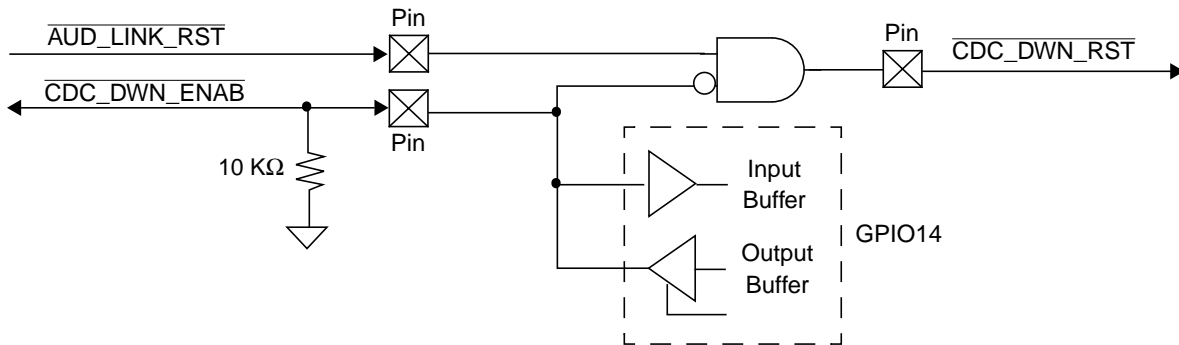 AUD_LINK_RST
Pin
Pin
CDC_DWN_RST
CDC_DWN_ENAB
Pin
10 KΩ
Input
Buffer
GPIO14
Output
Buffer